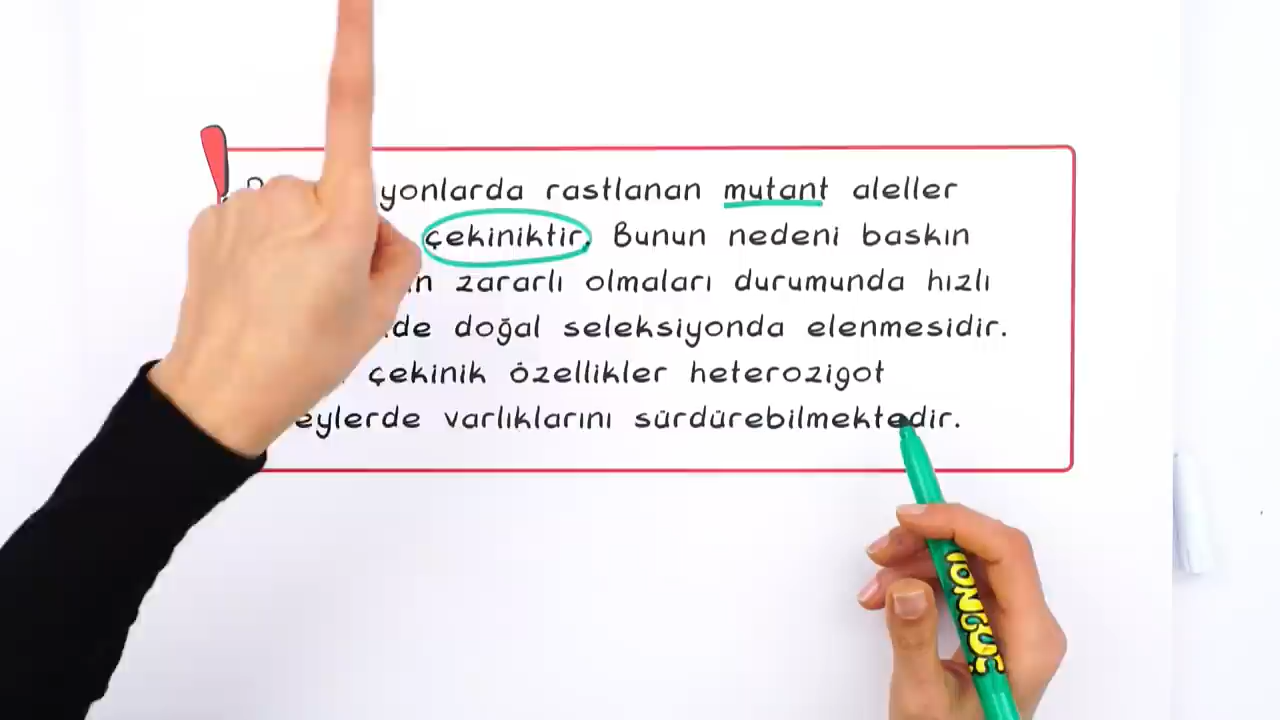 yonlarda rastlanan mutant aleller
çekiniktir. Bunun nedeni baskın
zararlı olmaları durumunda hızlı
doğal seleksiyonda elenmesidir.
çekinik özellikler heterozigot
eylerde varlıklarını sürdürebilmektedir.
TONGUÇ